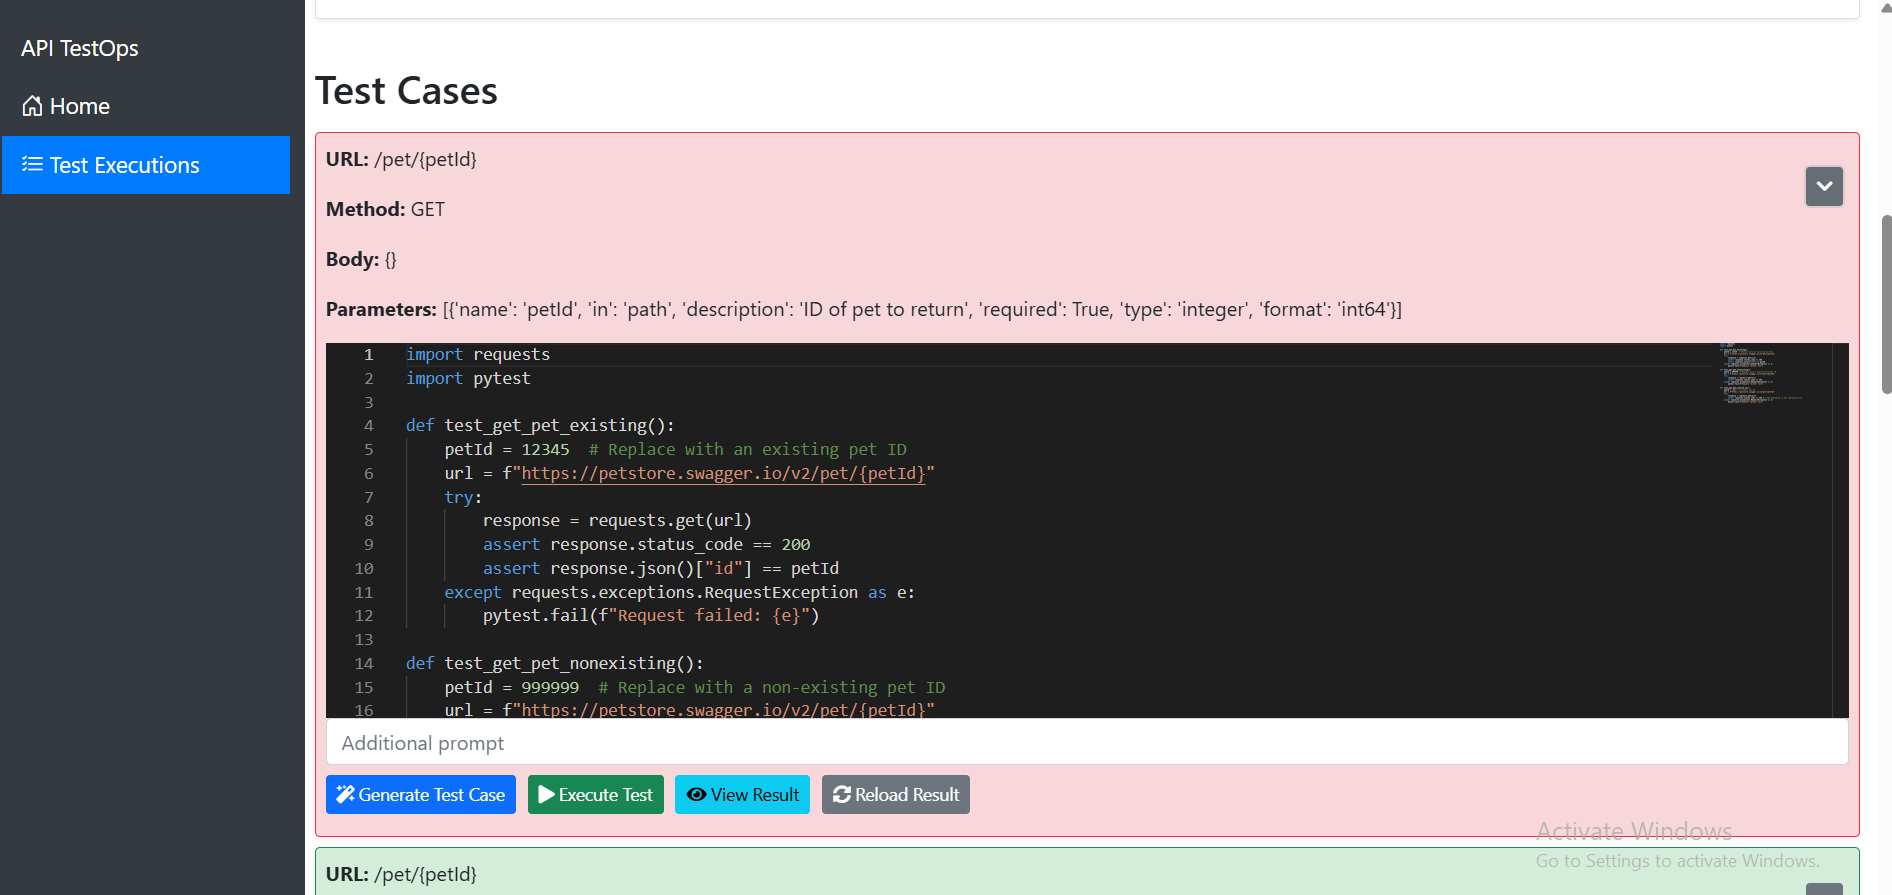 API TestOps
Home
Test Executions
Test Cases
URL: /pet/{petId}
Method: GET
Body: {}
Parameters: [{'name': 'petId', 'in': 'path', 'description': 'ID of pet to return', 'required': True, 'type': 'integer', 'format': 'int64'}]
1 import requests
2 import pytest
3
4 def test_get_pet_existing():
5 petId = 12345  # Replace with an existing pet ID
6 url = f"https://petstore.swagger.io/v2/pet/{petId}"
7 try:
8 response = requests.get(url)
9 assert response.status_code == 200
10 assert response.json()["id"] == petId
11 except requests.exceptions.RequestException as e:
12 pytest.fail(f"Request failed: {e}")
13
14 def test_get_pet_nonexisting():
15 petId = 999999  # Replace with a non-existing pet ID
16 url = f"https://petstore.swagger.io/v2/pet/{petId}"
Additional prompt
Generate Test Case
Execute Test
View Result
Reload Result
Activate Windows
Go to Settings to activate Windows.
URL: /pet/{petId}